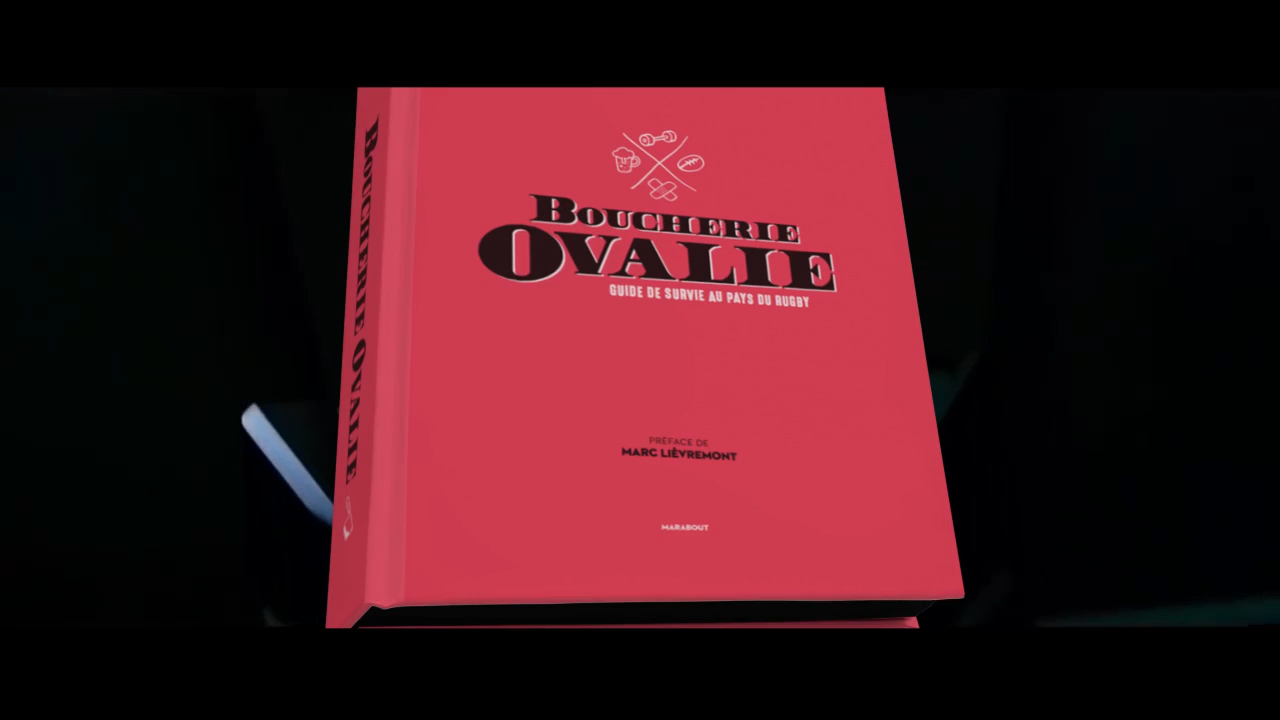 BOUCHERIE OVALIE
BOUCHERIE
OVALIE
GUIDE DE SURVIE AU PAYS DU RUGBY
PRÉFACE DE
MARC LIÈVREMONT
MARABOUT